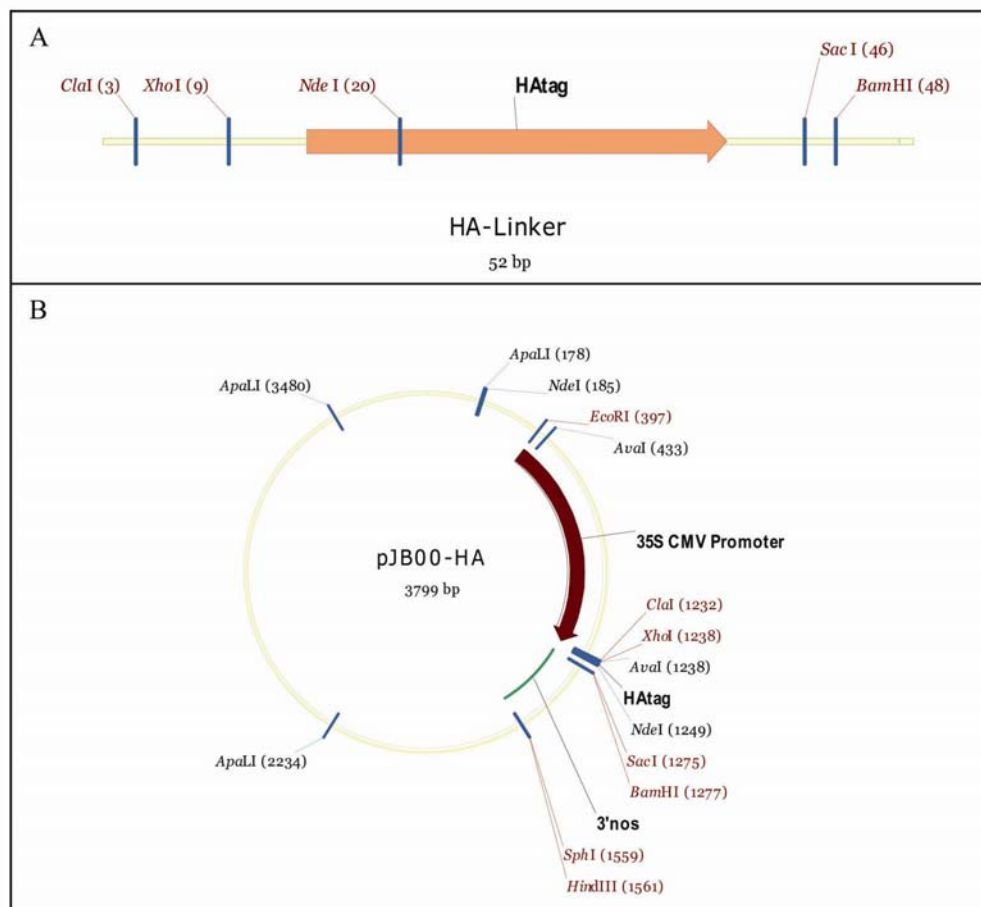 A
ClaI (3)
XhoI (9)
Nde I (20)
HAtag
Sac I (46)
BamHI (48)
HA-Linker
52 bp
B
ApaLI (178)
ApaLI (3480)
NdeI (185)
EcoRI (397)
AvaI (433)
35S CMV Promoter
pJB00-HA
3799 bp
ClaI (1232)
XhoI (1238)
AvaI (1238)
HAtag
NdeI (1249)
ApaLI (2234)
SacI (1275)
BamHI (1277)
3'nos
SphI (1559)
HindIII (1561)